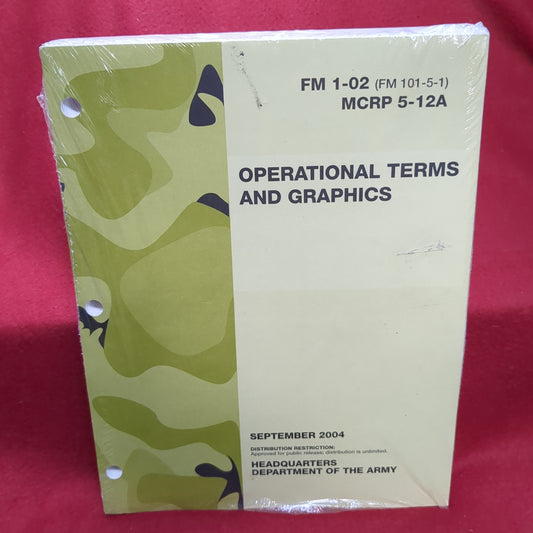 FM 1-02 (FM 101-5-1)
MCRP 5-12A
OPERATIONAL TERMS
AND GRAPHICS
SEPTEMBER 2004
DISTRIBUTION RESTRICTION:
Approved for public release; distribution is unlimited.
HEADQUARTERS
DEPARTMENT OF THE ARMY